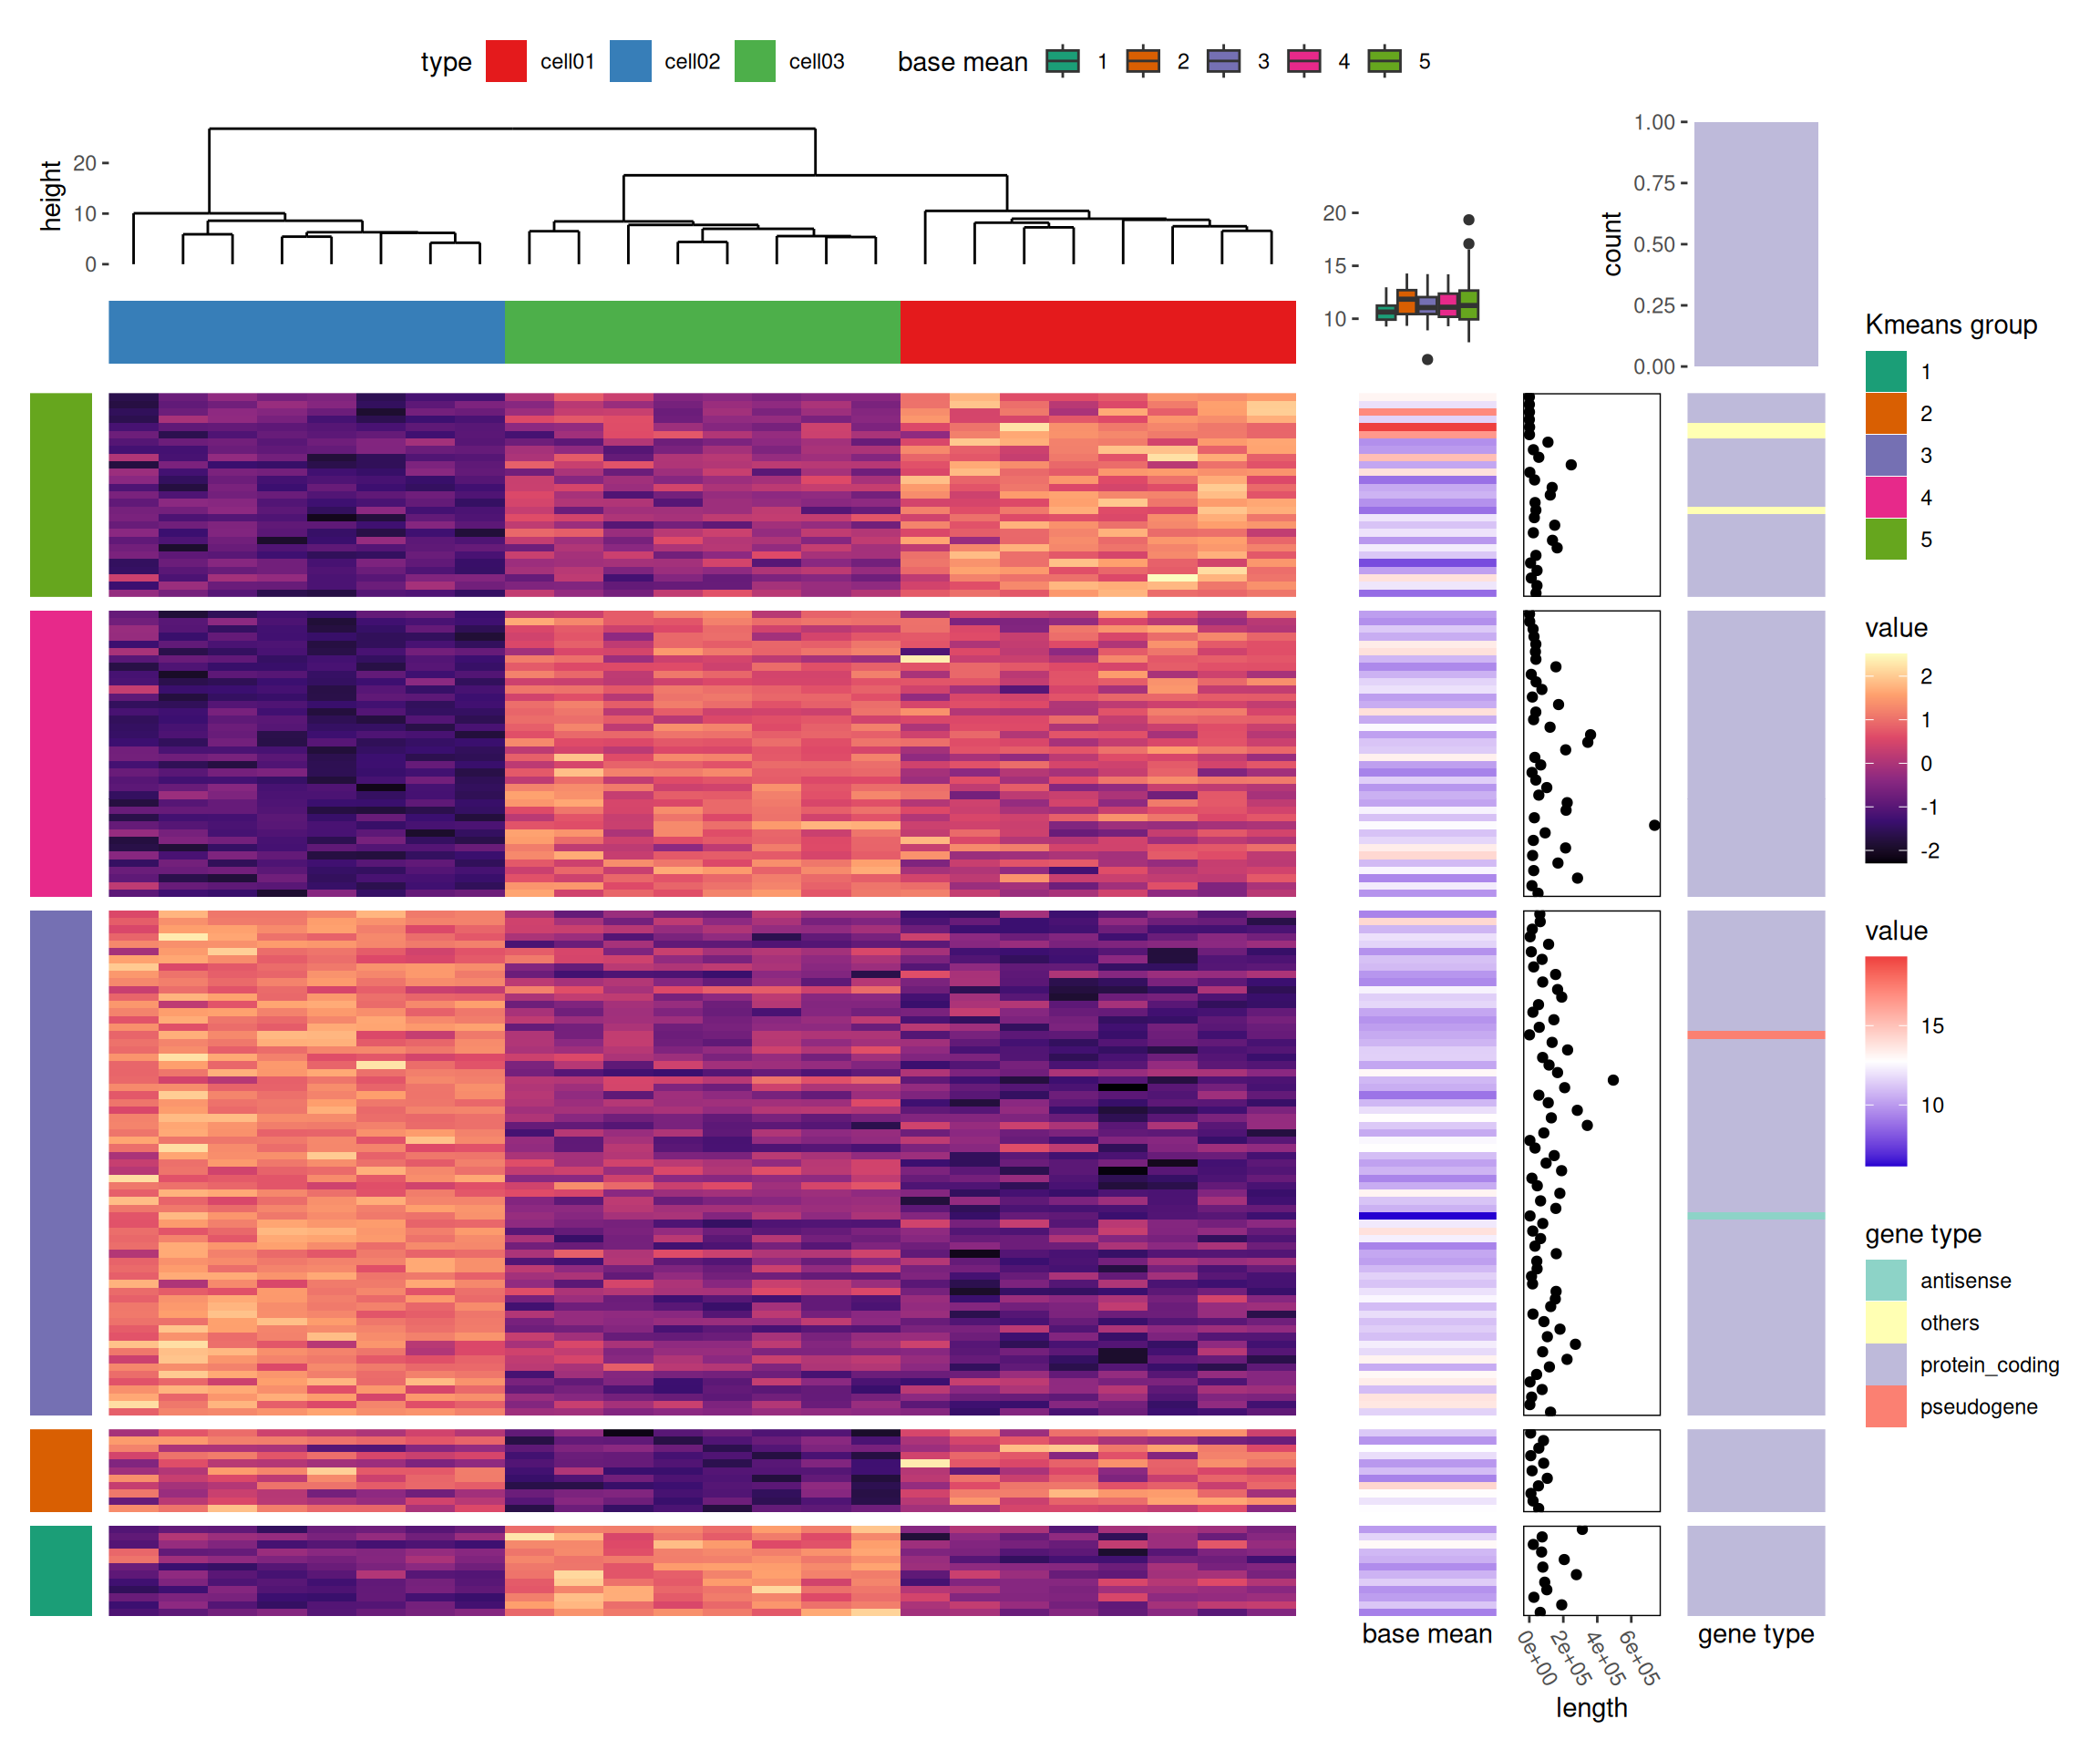 type cell01 cell02 cell03 base mean 1 2 3 4 5
height
20
10
0
20
15
10
count
1.00
0.75
0.50
0.25
0.00
Kmeans group
1
2
3
4
5
value
2
1
0
-1
-2
value
15
10
gene type
antisense
others
protein_coding
pseudogene
base mean
0e+00 2e+05 4e+05 6e+05
length
gene type